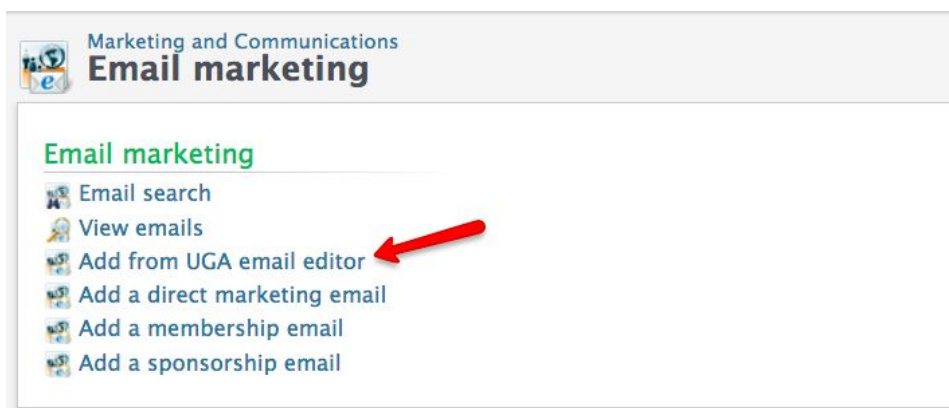 Marketing and Communications
Email marketing
Email marketing
Email search
View emails
Add from UGA email editor
Add a direct marketing email
Add a membership email
Add a sponsorship email